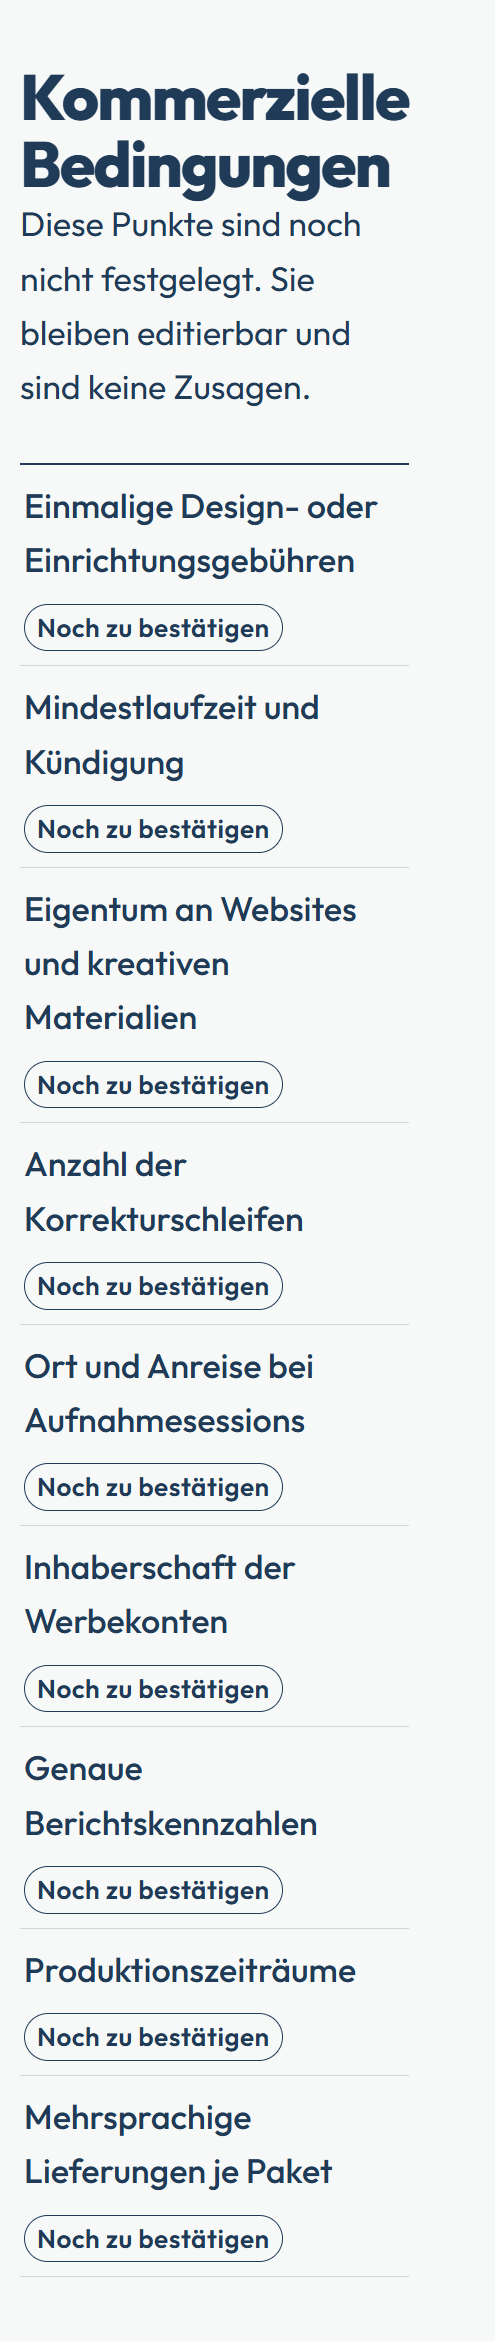 Kommerzielle
Bedingungen
Diese Punkte sind noch
nicht festgelegt. Sie
bleiben editierbar und
sind keine Zusagen.
Einmalige Design- oder
Einrichtungsgebühren
Noch zu bestätigen
Mindestlaufzeit und
Kündigung
Noch zu bestätigen
Eigentum an Websites
und kreativen
Materialien
Noch zu bestätigen
Anzahl der
Korrekturschleifen
Noch zu bestätigen
Ort und Anreise bei
Aufnahmesessions
Noch zu bestätigen
Inhaberschaft der
Werbekonten
Noch zu bestätigen
Genaue
Berichtskennzahlen
Noch zu bestätigen
Produktionszeiträume
Noch zu bestätigen
Mehrsprachige
Lieferungen je Paket
Noch zu bestätigen